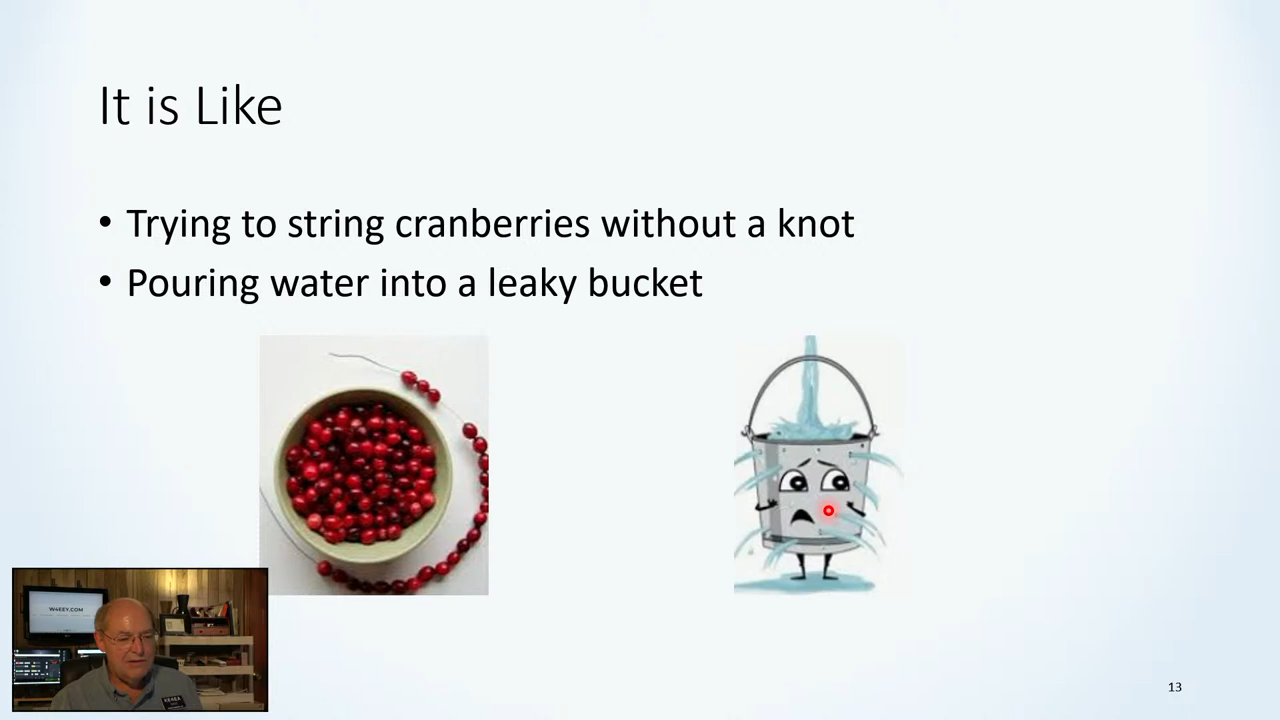 It is Like
• Trying to string cranberries without a knot
• Pouring water into a leaky bucket
W4EEY.COM
13